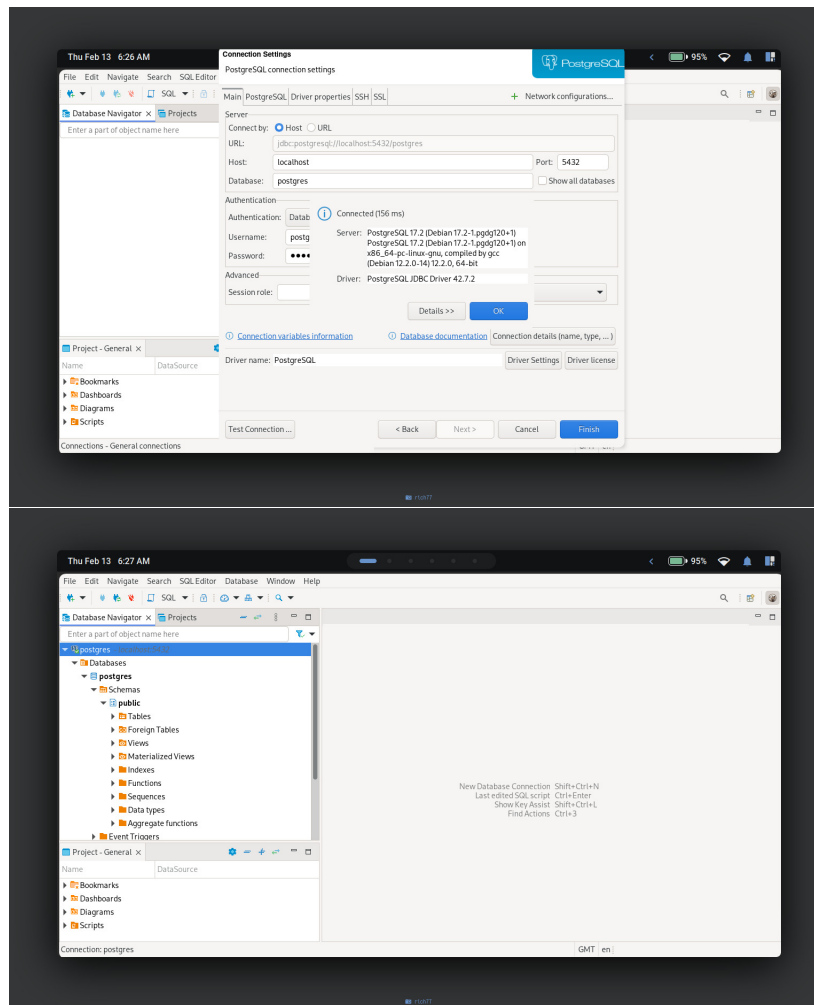 Thu Feb 13 6:26 AM
Connection Settings
PostgreSQL connection settings
PostgreSQL
95%
File Edit Navigate Search SQL Editor
SQL
Main PostgreSQL Driver properties SSH SSL
+ Network configurations...
Database Navigator × Projects
Enter a part of object name here
Server
Connect by: Host URL
URL: jdbc:postgresql://localhost:5432/postgres
Host: localhost Port: 5432
Database: postgres Show all databases
Authentication
Authentication: Datab
Username: postg
Password:
Connected (156 ms)
Server: PostgreSQL 17.2 (Debian 17.2-1.pgdg120+1)
PostgreSQL 17.2 (Debian 17.2-1.pgdg120+1) on
x86_64-pc-linux-gnu, compiled by gcc
(Debian 12.2.0-14) 12.2.0, 64-bit
Driver: PostgreSQL JDBC Driver 42.7.2
Details >> OK
Advanced
Session role:
Connection variables information Database documentation Connection details (name, type, ... )
Driver name: PostgreSQL Driver Settings Driver license
Project - General ×
Name DataSource
Bookmarks
Dashboards
Diagrams
Scripts
Test Connection ... < Back Next > Cancel Finish
Connections - General connections
Thu Feb 13 6:27 AM
95%
File Edit Navigate Search SQL Editor Database Window Help
SQL
Database Navigator × Projects
Enter a part of object name here
postgres
Databases
postgres
Schemas
public
Tables
Foreign Tables
Views
Materialized Views
Indexes
Functions
Sequences
Data types
Aggregate functions
Event Triggers
New Database Connection Shift+Ctrl+N
Last edited SQL script Ctrl+Enter
Show Key Assist Shift+Ctrl+L
Find Actions Ctrl+3
Project - General ×
Name DataSource
Bookmarks
Dashboards
Diagrams
Scripts
Connection: postgres
GMT en